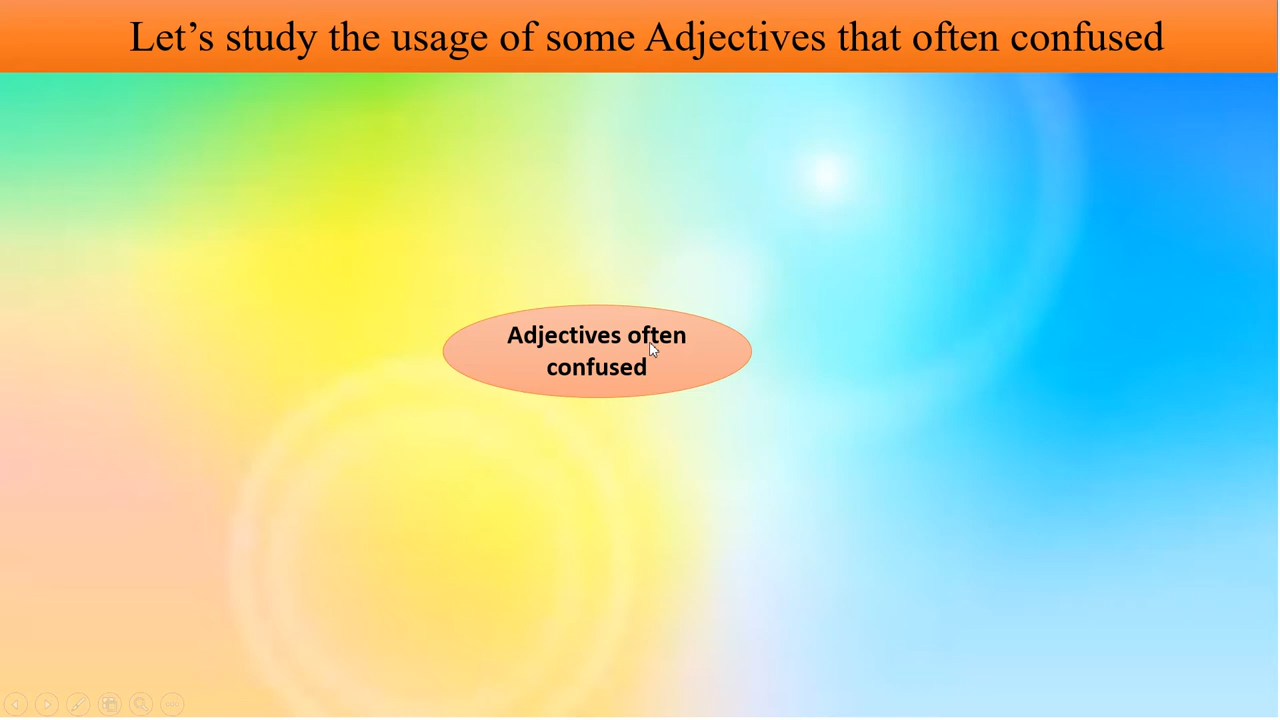 Let’s study the usage of some Adjectives that often confused
Adjectives often
confused